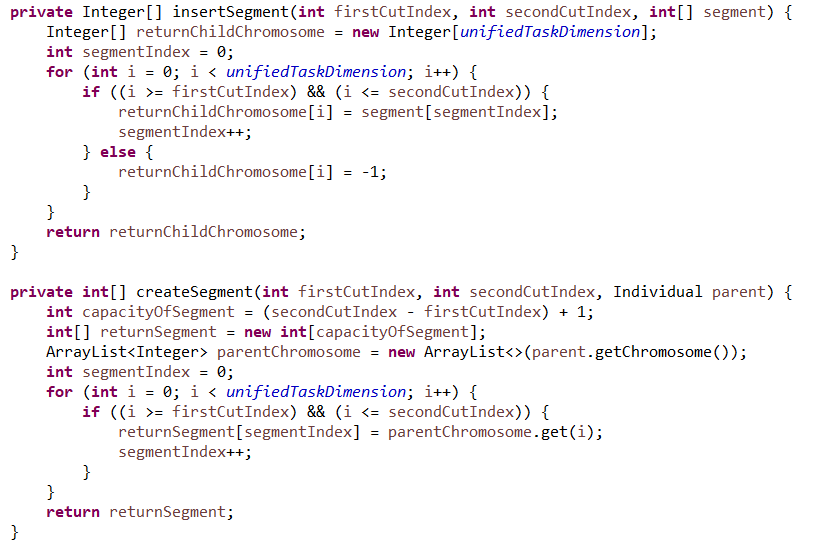 private Integer[] insertSegment(int firstCutIndex, int secondCutIndex, int[] segment) {
    Integer[] returnChildChromosome = new Integer[unifiedTaskDimension];
    int segmentIndex = 0;
    for (int i = 0; i < unifiedTaskDimension; i++) {
        if ((i >= firstCutIndex) && (i <= secondCutIndex)) {
            returnChildChromosome[i] = segment[segmentIndex];
            segmentIndex++;
        } else {
            returnChildChromosome[i] = -1;
        }
    }
    return returnChildChromosome;
}

private int[] createSegment(int firstCutIndex, int secondCutIndex, Individual parent) {
    int capacityOfSegment = (secondCutIndex - firstCutIndex) + 1;
    int[] returnSegment = new int[capacityOfSegment];
    ArrayList<Integer> parentChromosome = new ArrayList<>(parent.getChromosome());
    int segmentIndex = 0;
    for (int i = 0; i < unifiedTaskDimension; i++) {
        if ((i >= firstCutIndex) && (i <= secondCutIndex)) {
            returnSegment[segmentIndex] = parentChromosome.get(i);
            segmentIndex++;
        }
    }
    return returnSegment;
}